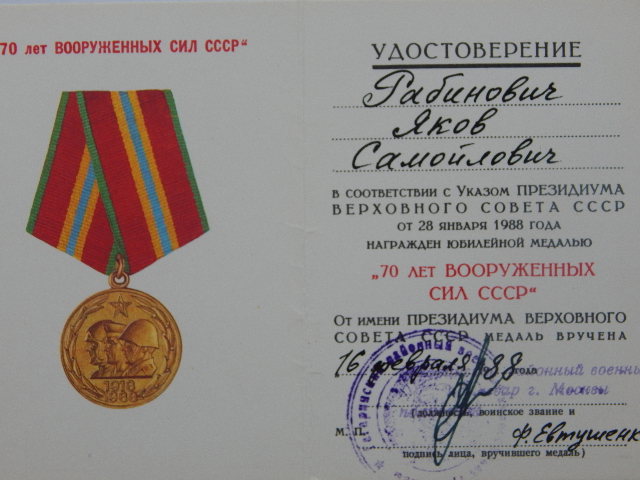 "70 лет ВООРУЖЕННЫХ СИЛ СССР“
1918
1988
УДОСТОВЕРЕНИЕ
Рабинович
Яков
Самойлович
в соответствии с Указом ПРЕЗИДИУМА
ВЕРХОВНОГО СОВЕТА СССР
от 28 января 1988 года
награжден юбилейной медалью
„70 лет ВООРУЖЕННЫХ
СИЛ СССР“
От имени ПРЕЗИДИУМА ВЕРХОВНОГО
СОВЕТА СССР медаль вручена
16 февраля 1988 года
г. Москвы
(должность, воинское звание и
М. П. Ф. Евтушенк
подпись лица, вручившего медаль)